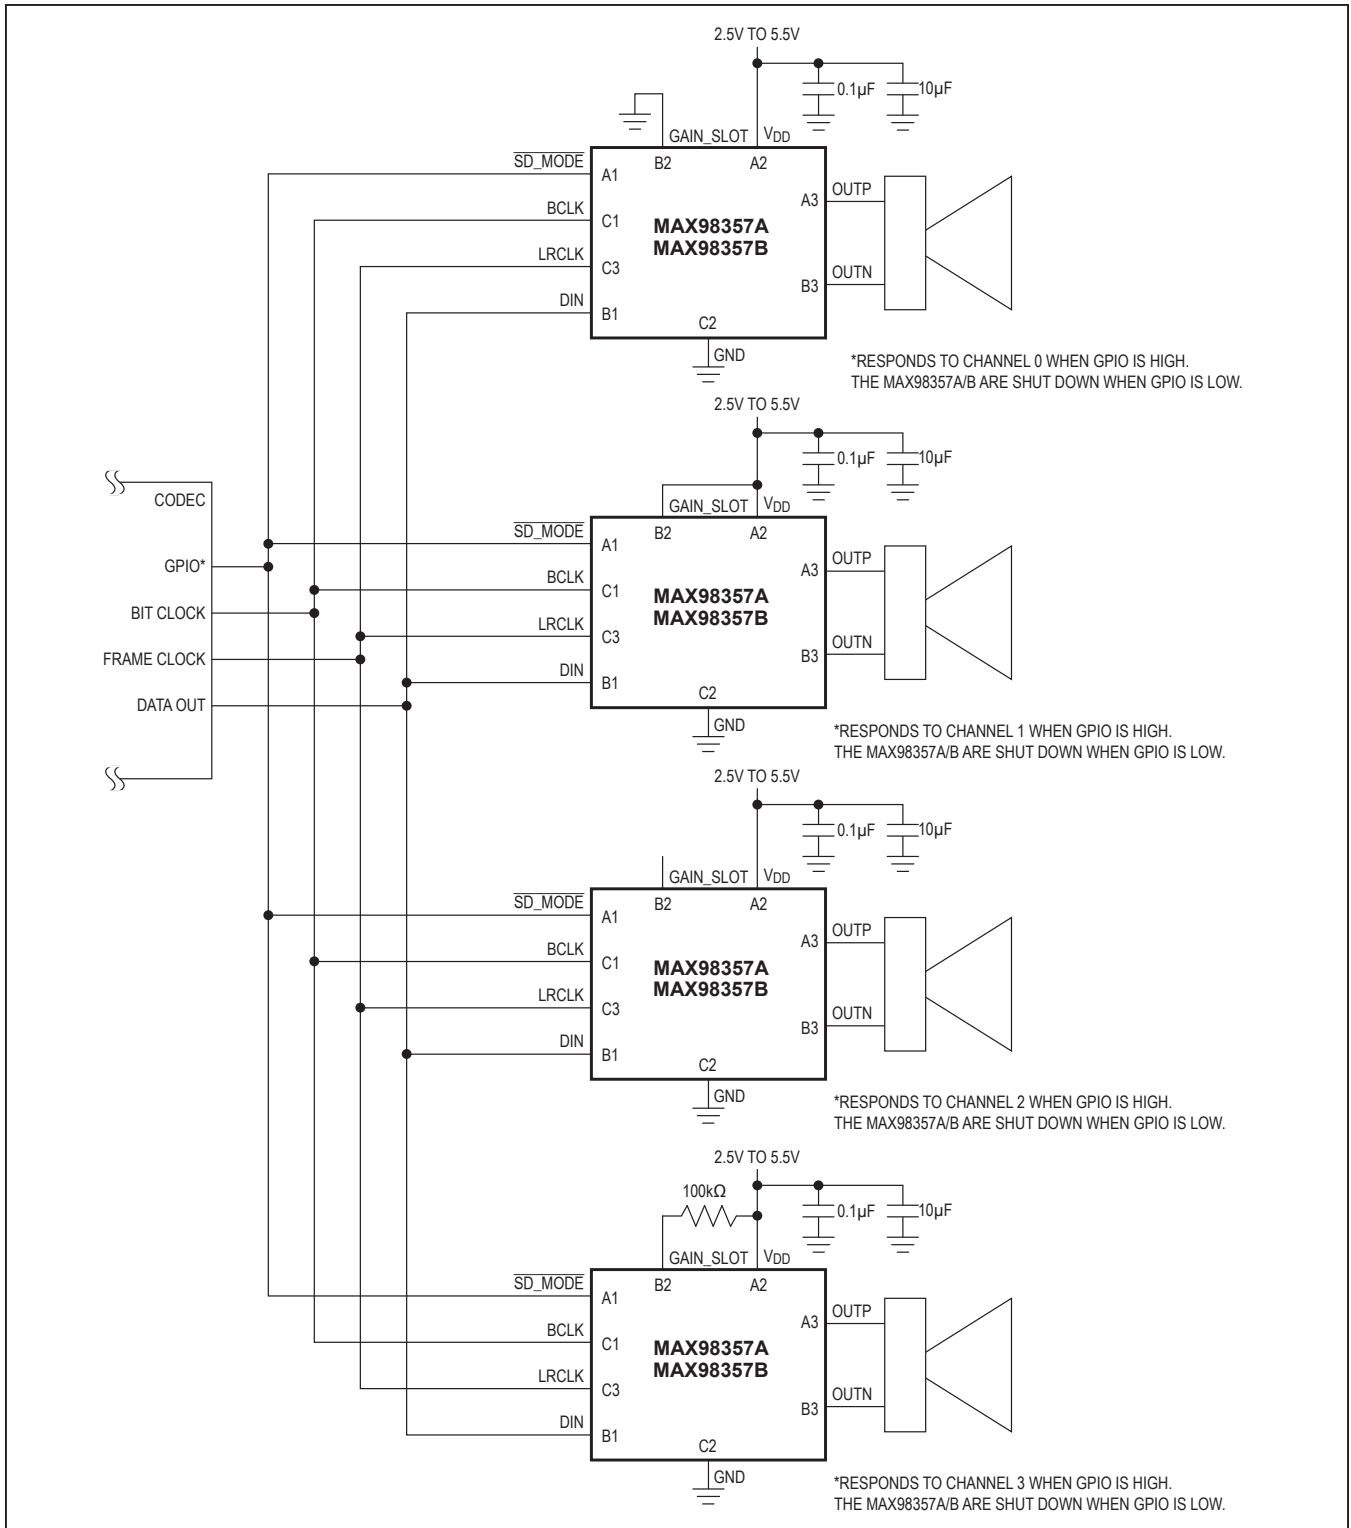 2.5V TO 5.5V
0.1µF
10µF
GAIN_SLOT
VDD
SD_MODE
B2
A2
A1
A3
OUTP
BCLK
C1
MAX98357A
MAX98357B
LRCLK
C3
B3
OUTN
DIN
B1
C2
GND
*RESPONDS TO CHANNEL 0 WHEN GPIO IS HIGH.
THE MAX98357A/B ARE SHUT DOWN WHEN GPIO IS LOW.
CODEC
GPIO*
BIT CLOCK
FRAME CLOCK
DATA OUT
2.5V TO 5.5V
0.1µF
10µF
GAIN_SLOT
VDD
SD_MODE
B2
A2
A1
A3
OUTP
BCLK
C1
MAX98357A
MAX98357B
LRCLK
C3
B3
OUTN
DIN
B1
C2
GND
*RESPONDS TO CHANNEL 1 WHEN GPIO IS HIGH.
THE MAX98357A/B ARE SHUT DOWN WHEN GPIO IS LOW.
2.5V TO 5.5V
0.1µF
10µF
GAIN_SLOT
VDD
SD_MODE
B2
A2
A1
A3
OUTP
BCLK
C1
MAX98357A
MAX98357B
LRCLK
C3
B3
OUTN
DIN
B1
C2
GND
*RESPONDS TO CHANNEL 2 WHEN GPIO IS HIGH.
THE MAX98357A/B ARE SHUT DOWN WHEN GPIO IS LOW.
2.5V TO 5.5V
100kΩ
0.1µF
10µF
GAIN_SLOT
VDD
SD_MODE
B2
A2
A1
A3
OUTP
BCLK
C1
MAX98357A
MAX98357B
LRCLK
C3
B3
OUTN
DIN
B1
C2
GND
*RESPONDS TO CHANNEL 3 WHEN GPIO IS HIGH.
THE MAX98357A/B ARE SHUT DOWN WHEN GPIO IS LOW.